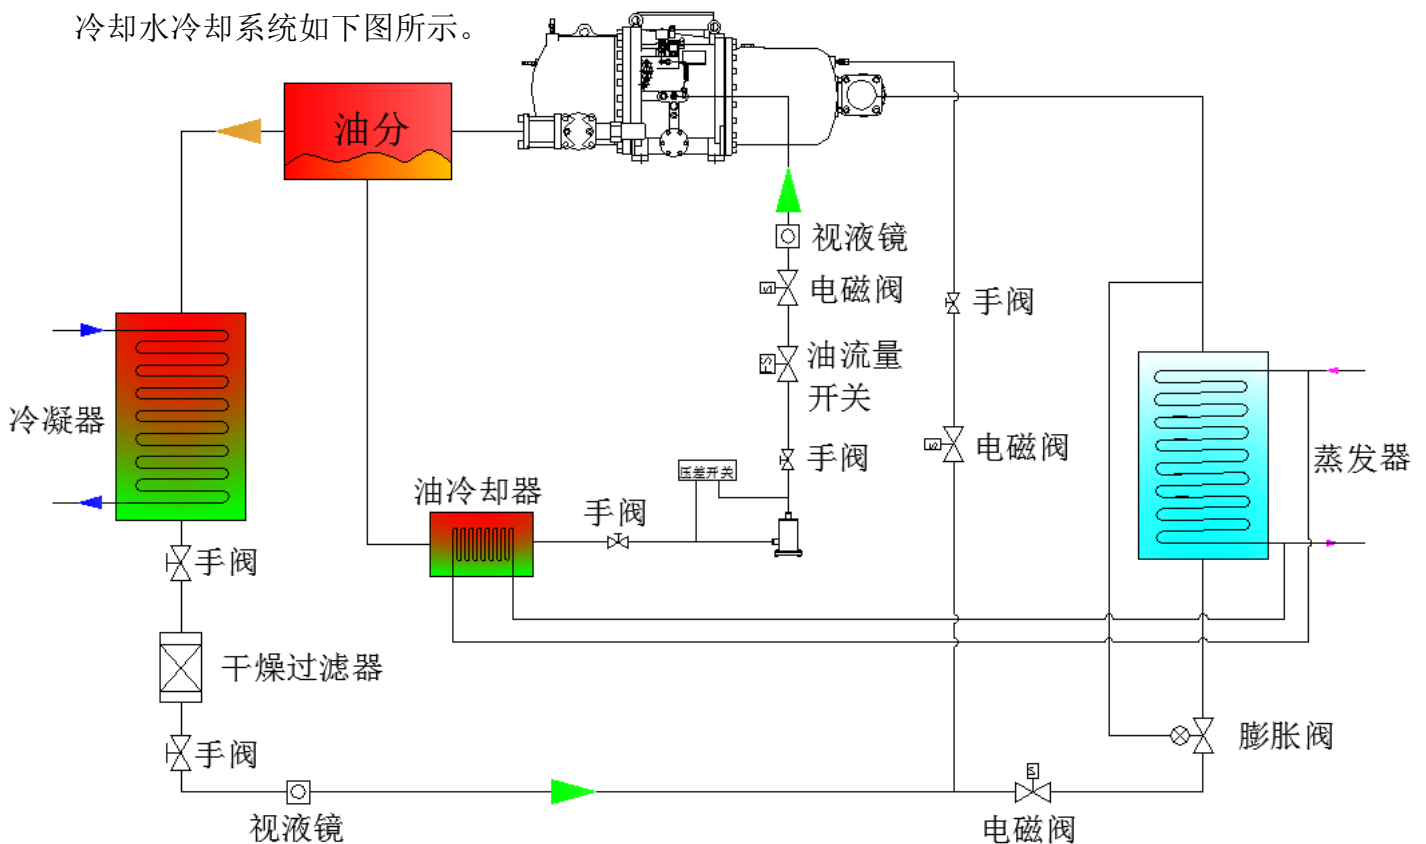 冷却水冷却系统如下图所示。
油分
视液镜
电磁阀
手阀
油流量
开关
冷凝器
手阀
电磁阀
蒸发器
压差开关
油冷却器
手阀
手阀
干燥过滤器
手阀
膨胀阀
视液镜
电磁阀